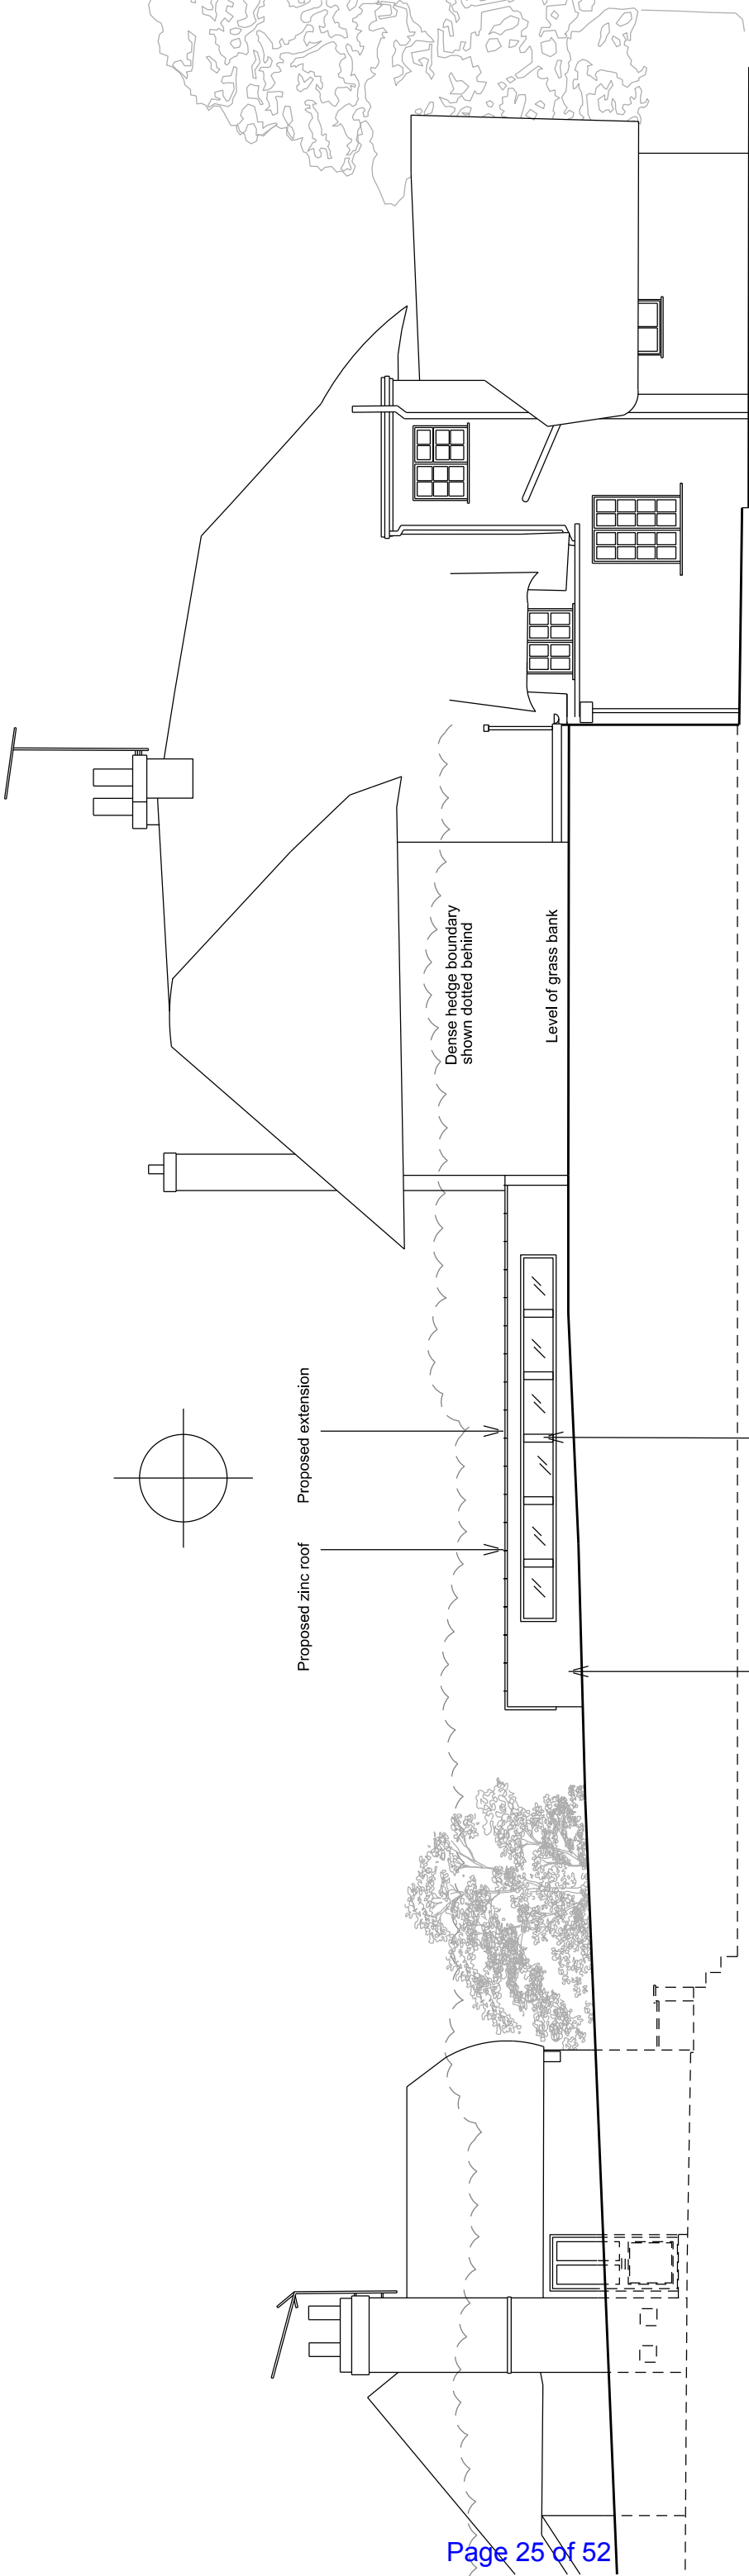 Proposed zinc roof
Proposed extension
Dense hedge boundary
shown dotted behind
Level of grass bank
Page 25 of 52